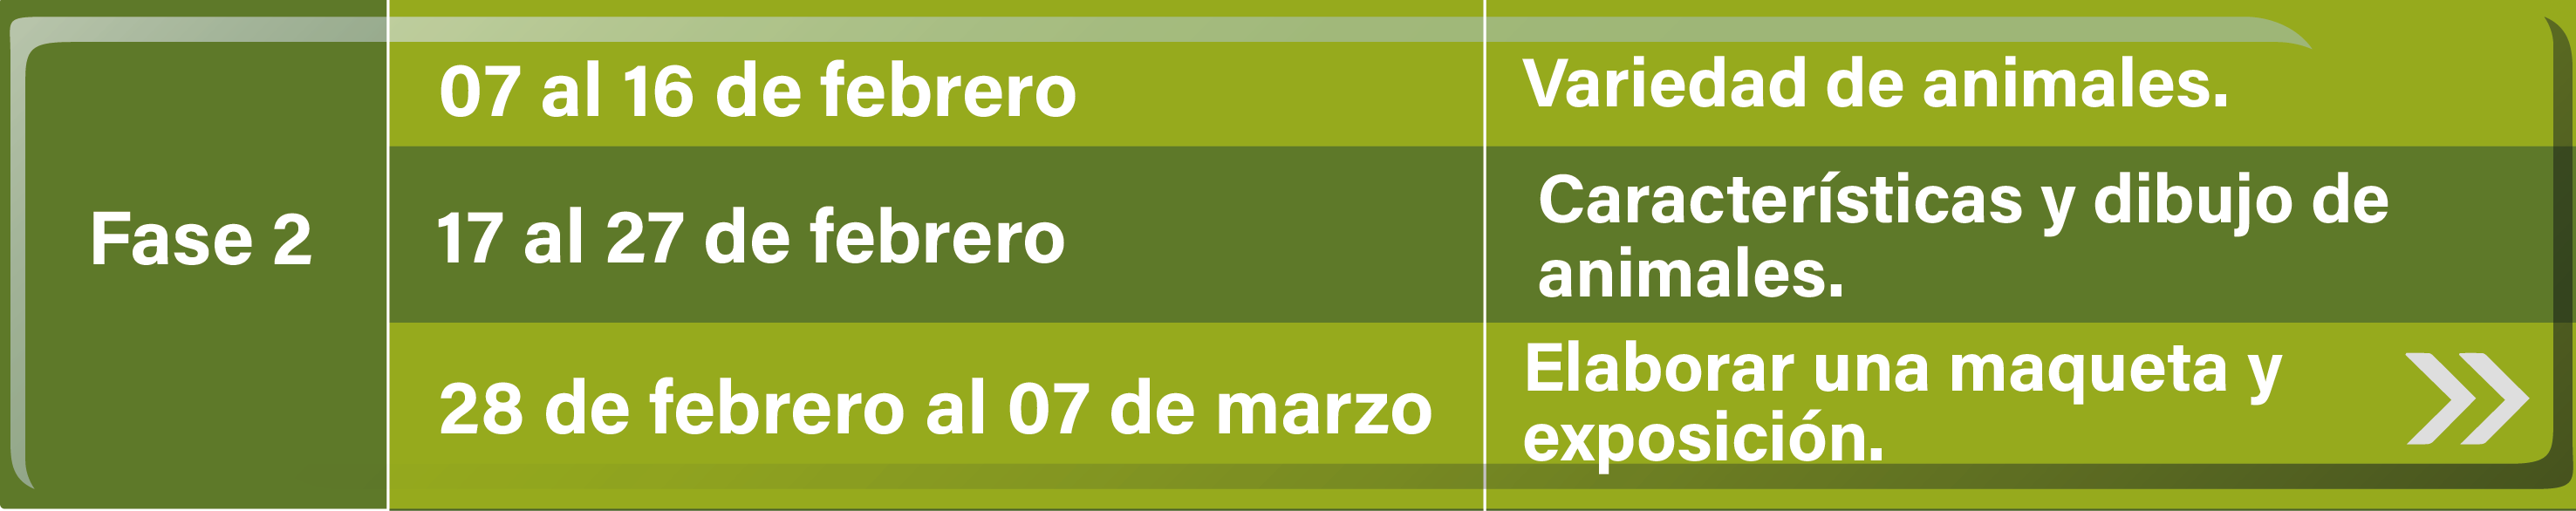 Fase 2
07 al 16 de febrero
Variedad de animales.
17 al 27 de febrero
Características y dibujo de
animales.
28 de febrero al 07 de marzo
Elaborar una maqueta y
exposición.